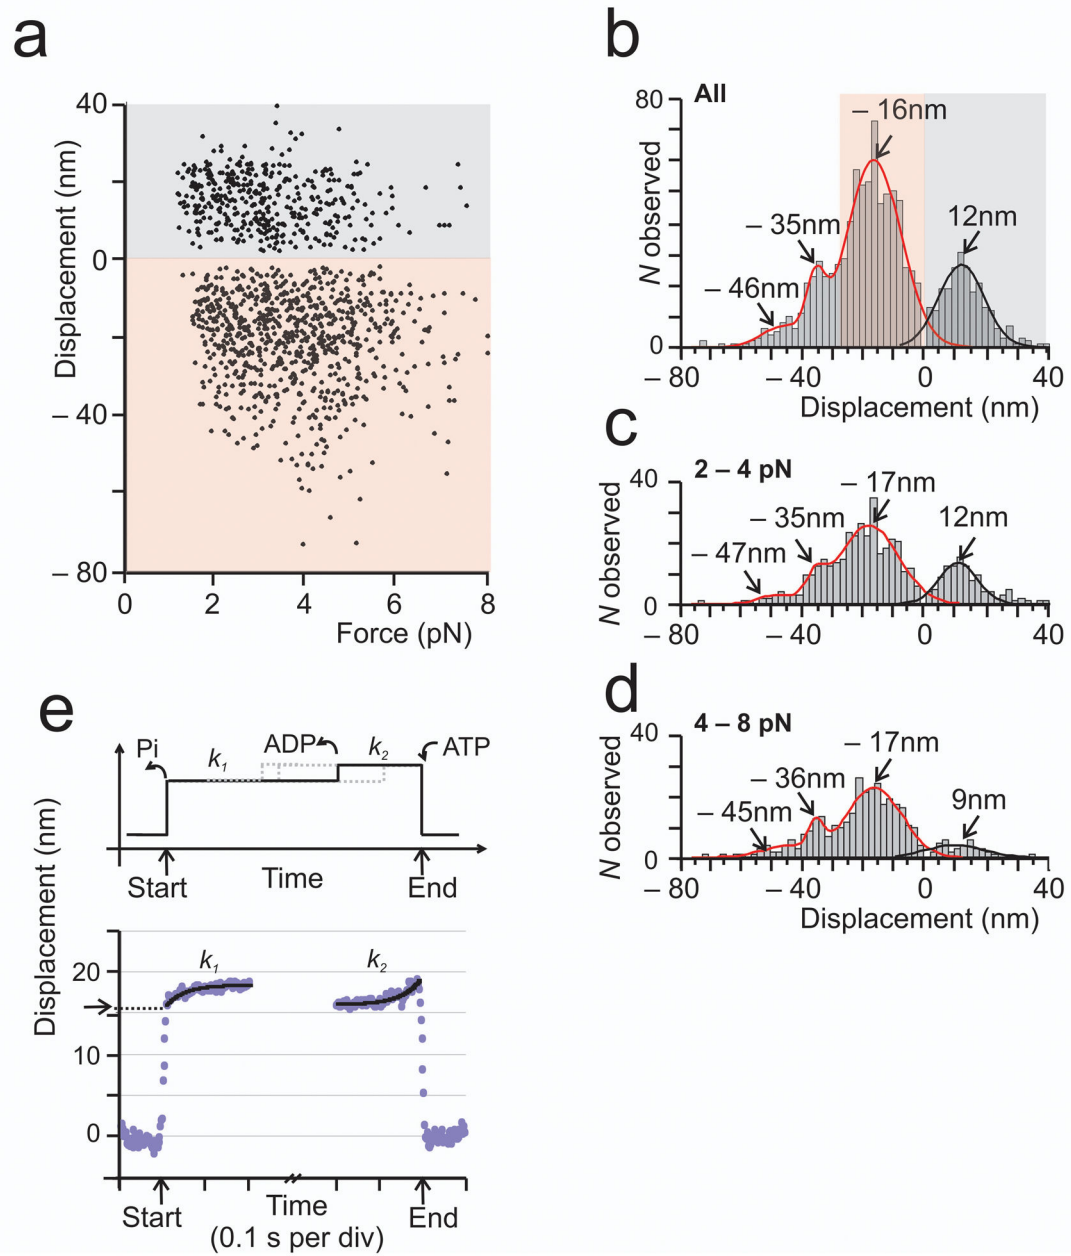 a
40
0
– 40
– 80
Displacement (nm)
0
2
4
6
8
Force (pN)
b
All
80
0
N observed
– 16nm
– 35nm
– 46nm
12nm
– 80
– 40
0
40
Displacement (nm)
c
2 – 4 pN
40
0
N observed
– 17nm
– 35nm
– 47nm
12nm
– 80
– 40
0
40
d
4 – 8 pN
40
0
N observed
– 17nm
– 36nm
– 45nm
9nm
– 80
– 40
0
40
Displacement (nm)
e
Pi
k1
ADP
k2
ATP
Start
Time
End
Displacement (nm)
20
10
0
k1
k2
Start
Time
End
(0.1 s per div)